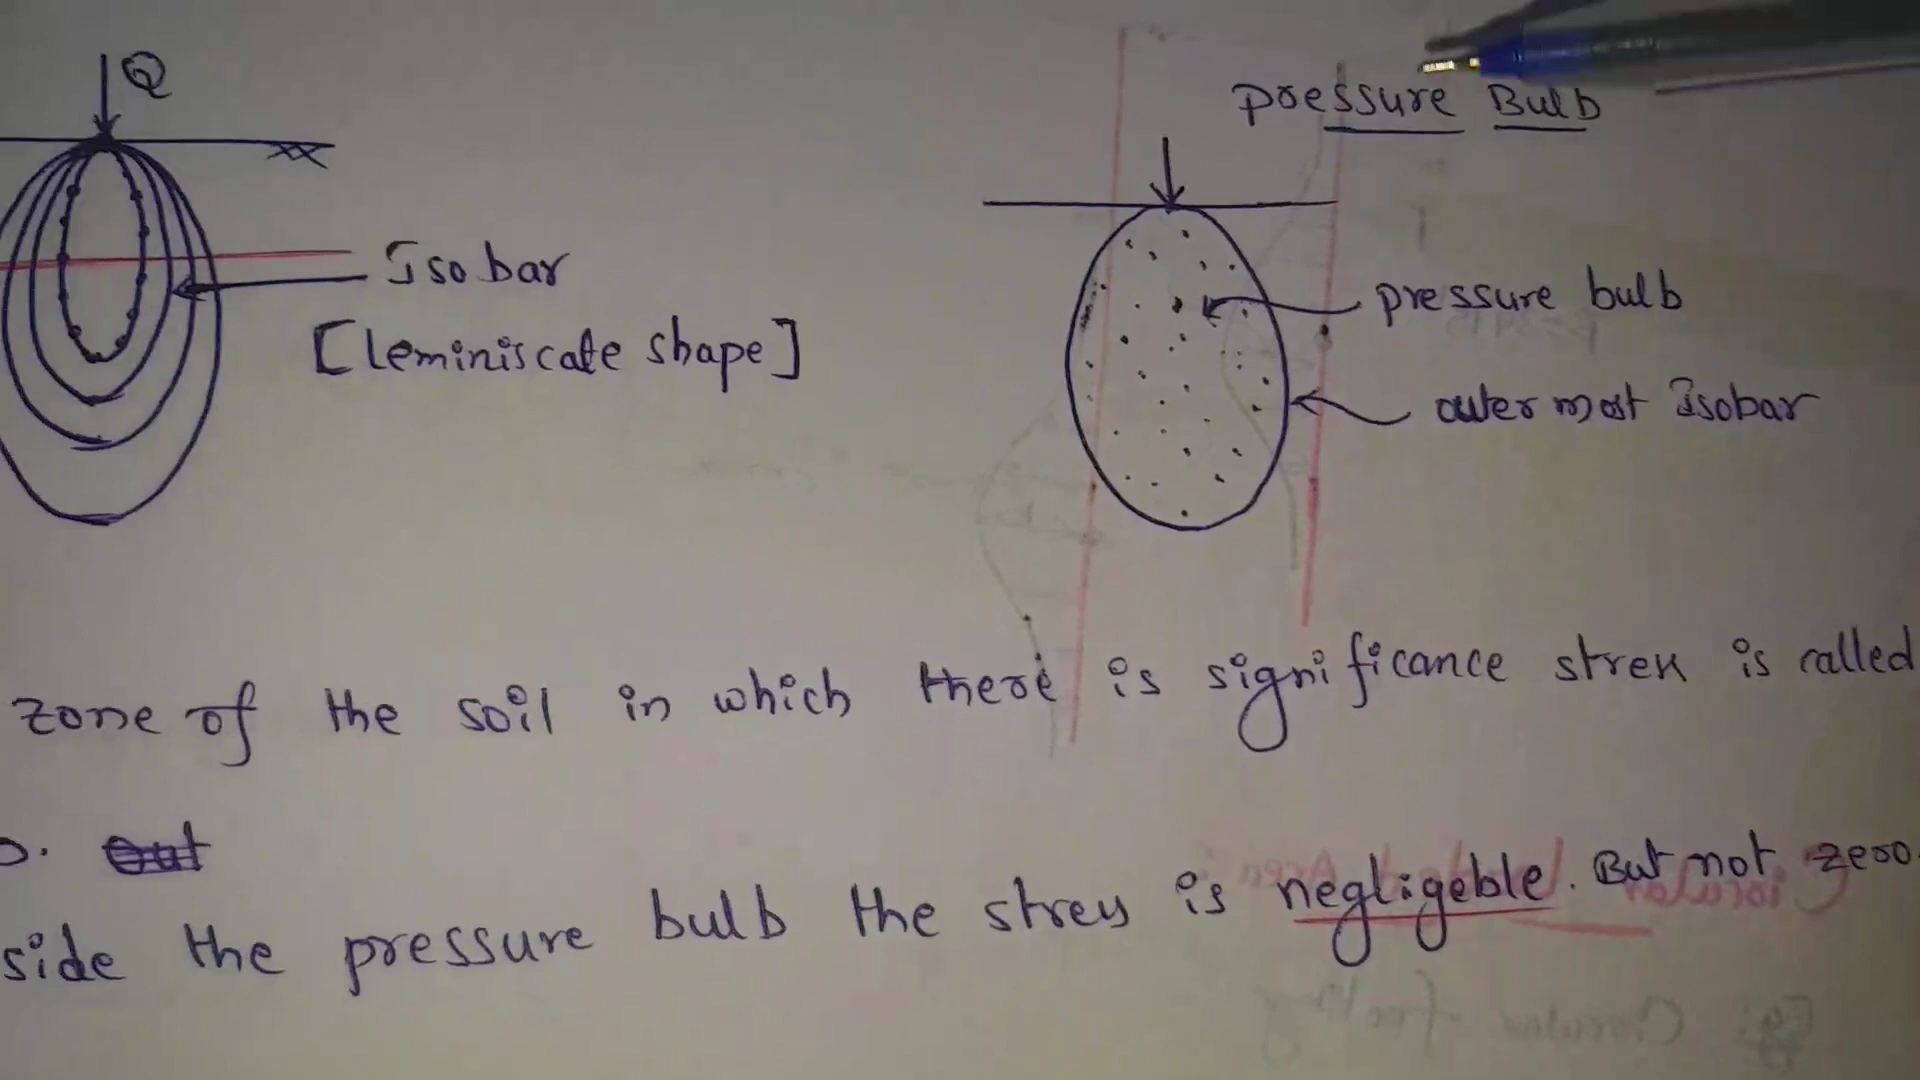 Q
pressure Bulb
Isobar
[leminiscate shape]
pressure bulb
outer most Isobar
zone of the soil in which there is significance stress is called
side the pressure bulb the stress is negligeble. But not zero.